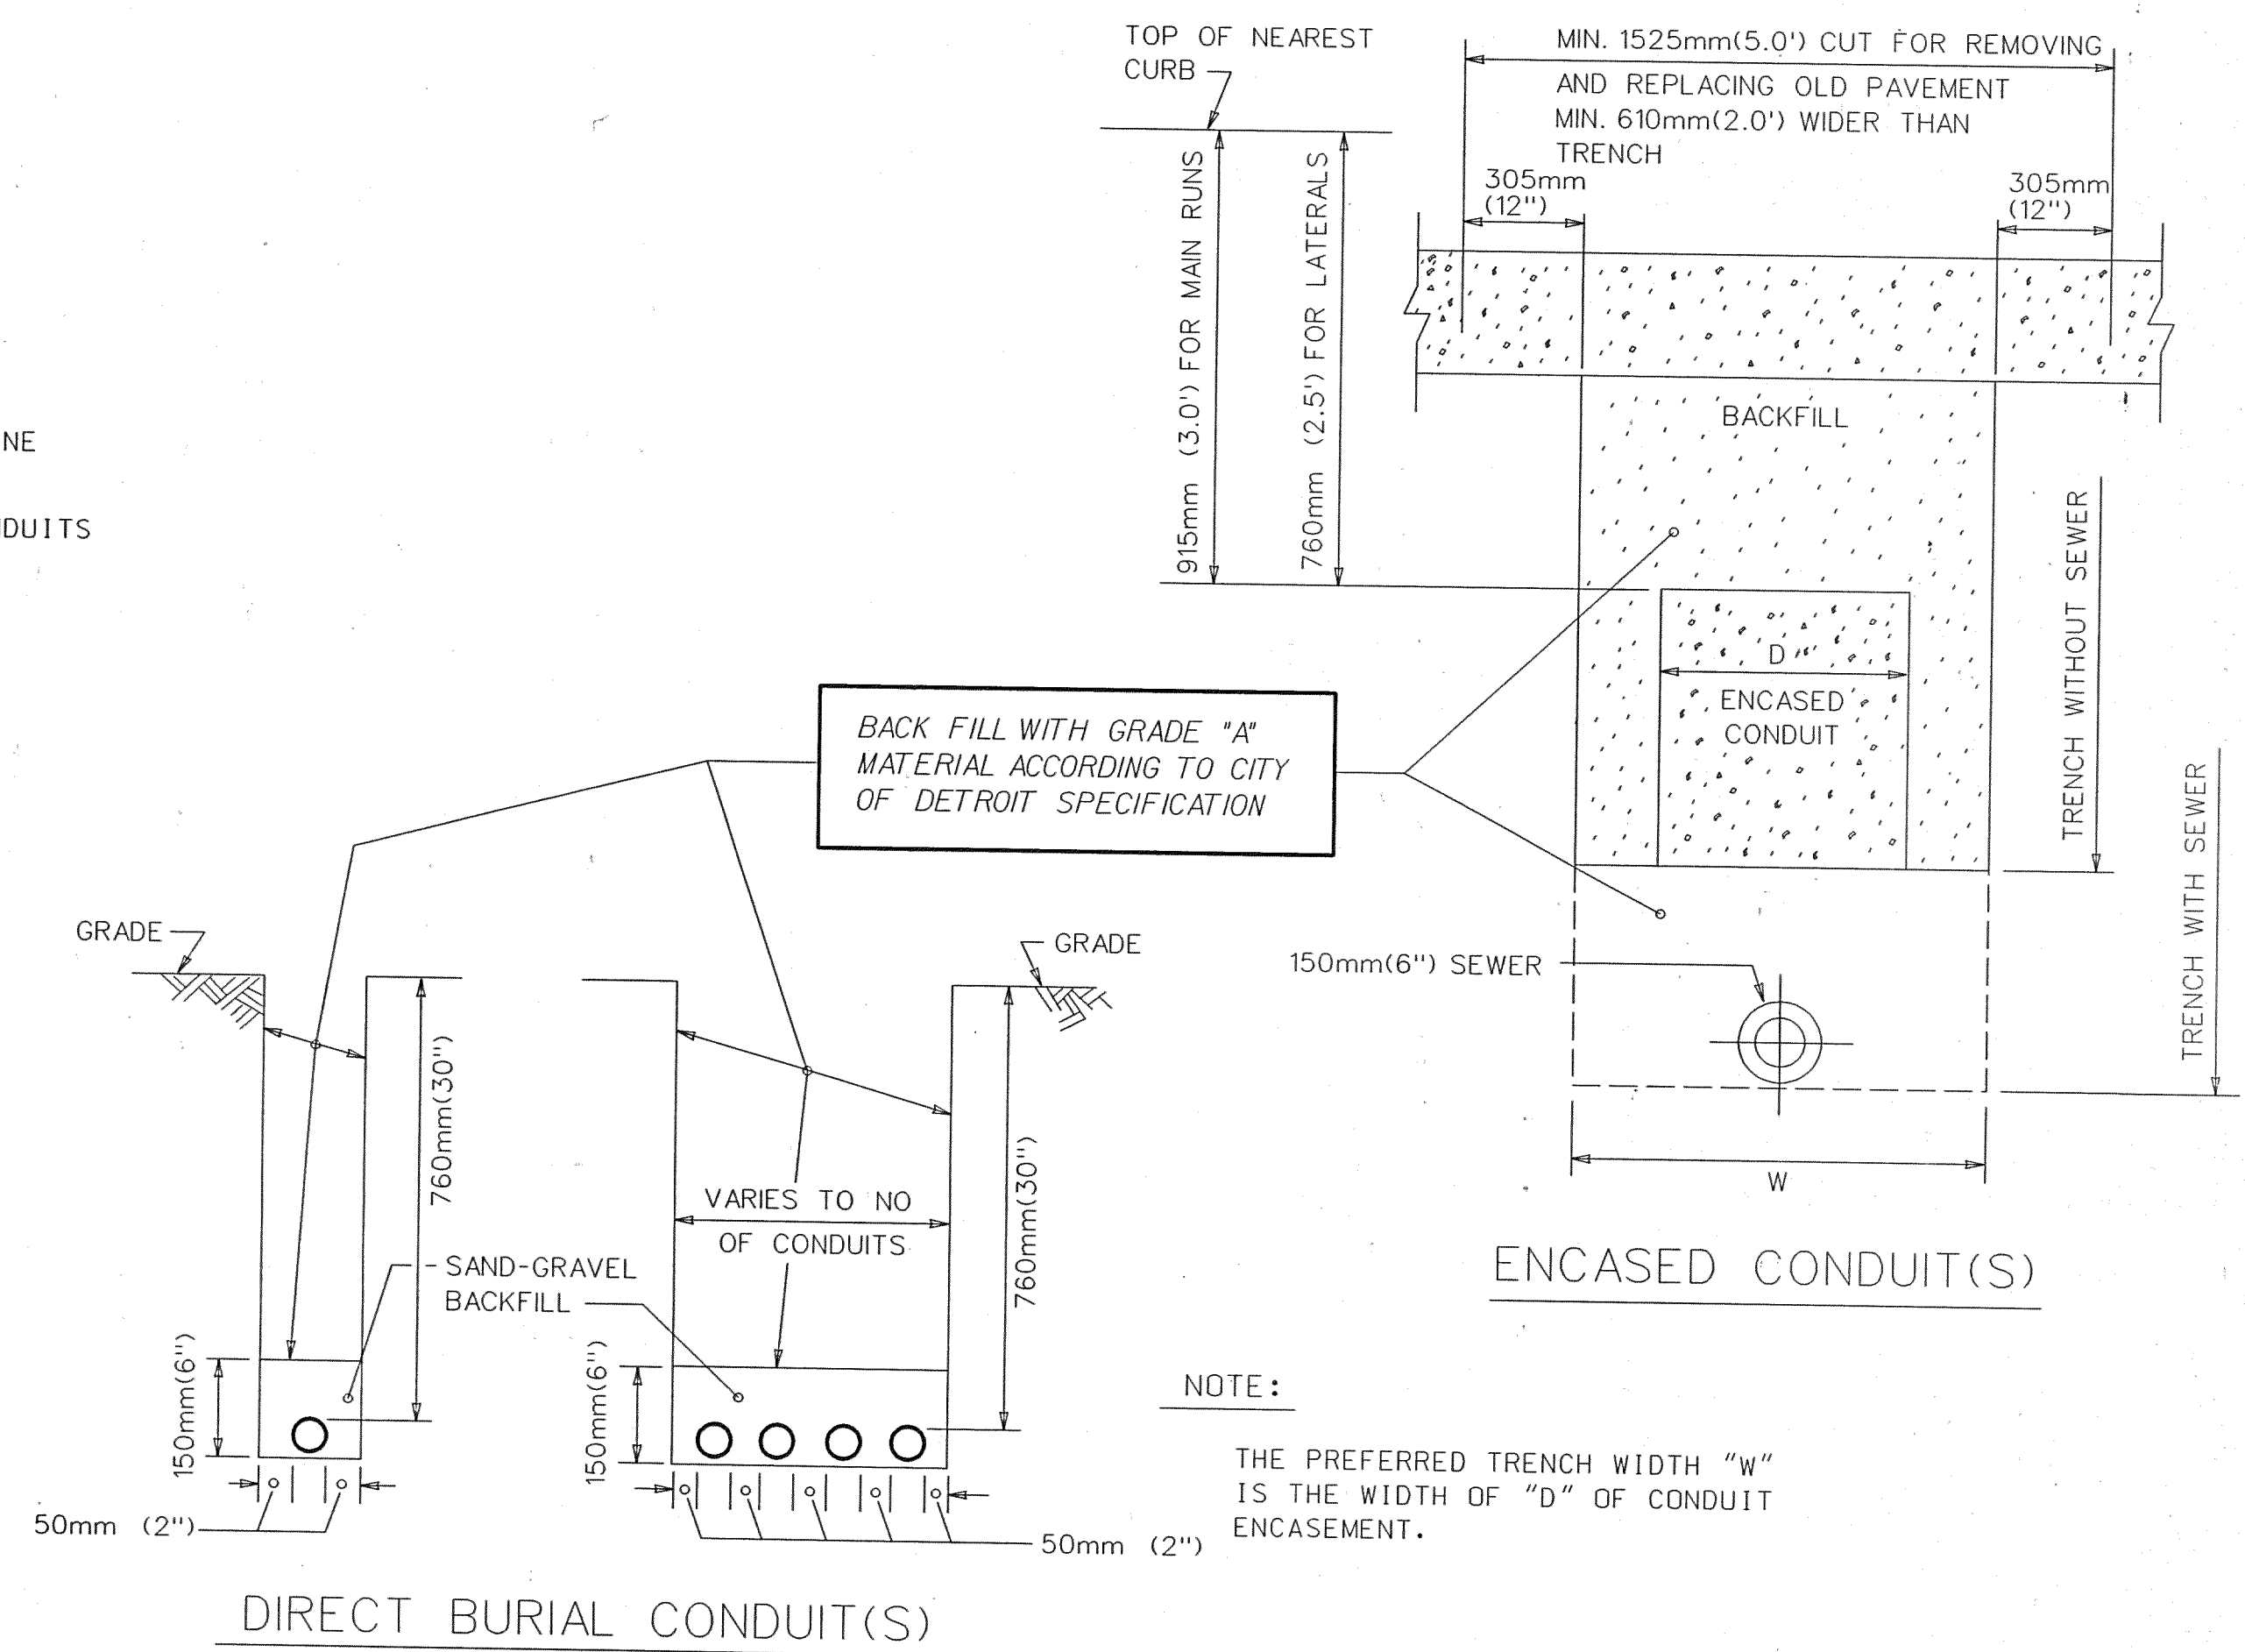 TOP OF NEAREST
CURB
MIN. 1525mm(5.0') CUT FOR REMOVING
AND REPLACING OLD PAVEMENT
MIN. 610mm(2.0') WIDER THAN
TRENCH
305mm
(12")
305mm
(12")
915mm (3.0') FOR MAIN RUNS
760mm (2.5') FOR LATERALS
BACKFILL
NE
DUITS
D
ENCASED
CONDUIT
TRENCH WITHOUT SEWER
TRENCH WITH SEWER
BACK FILL WITH GRADE "A"
MATERIAL ACCORDING TO CITY
OF DETROIT SPECIFICATION
GRADE
GRADE
150mm(6") SEWER
760mm(30")
760mm(30")
VARIES TO NO
OF CONDUITS
W
SAND-GRAVEL
BACKFILL
ENCASED CONDUIT(S)
150mm(6")
150mm(6")
NOTE:
THE PREFERRED TRENCH WIDTH "W"
IS THE WIDTH OF "D" OF CONDUIT
ENCASEMENT.
50mm (2")
50mm (2")
DIRECT BURIAL CONDUIT(S)